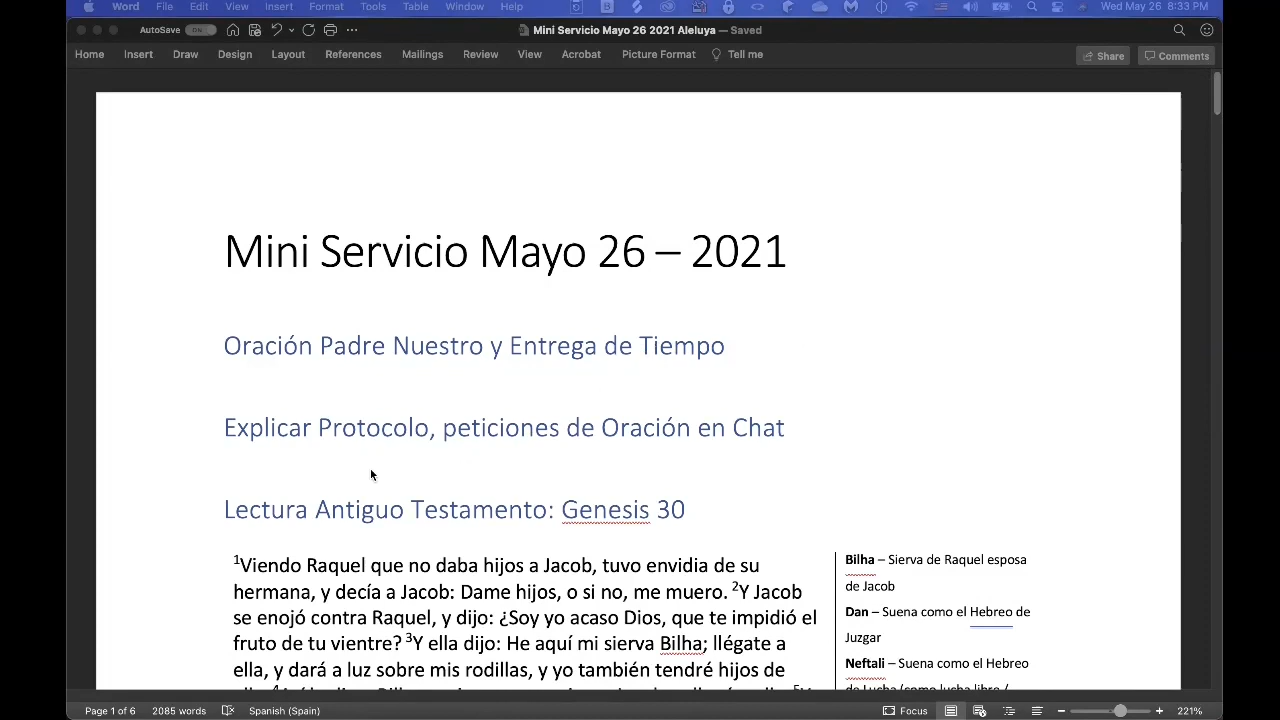 Word File Edit View Insert Format Tools Table Window Help Wed May 26 8:33 PM
AutoSave ON Mini Servicio Mayo 26 2021 Aleluya — Saved
Home Insert Draw Design Layout References Mailings Review View Acrobat Picture Format Tell me Share Comments
Mini Servicio Mayo 26 – 2021
Oración Padre Nuestro y Entrega de Tiempo
Explicar Protocolo, peticiones de Oración en Chat
Lectura Antiguo Testamento: Genesis 30
1Viendo Raquel que no daba hijos a Jacob, tuvo envidia de su
hermana, y decía a Jacob: Dame hijos, o si no, me muero. 2Y Jacob
se enojó contra Raquel, y dijo: ¿Soy yo acaso Dios, que te impidió el
fruto de tu vientre? 3Y ella dijo: He aquí mi sierva Bilha; llégate a
ella, y dará a luz sobre mis rodillas, y yo también tendré hijos de
Bilha – Sierva de Raquel esposa
de Jacob
Dan – Suena como el Hebreo de
Juzgar
Neftali – Suena como el Hebreo
de Lucha (como lucha libre /
Page 1 of 6 2085 words Spanish (Spain) Focus 221%